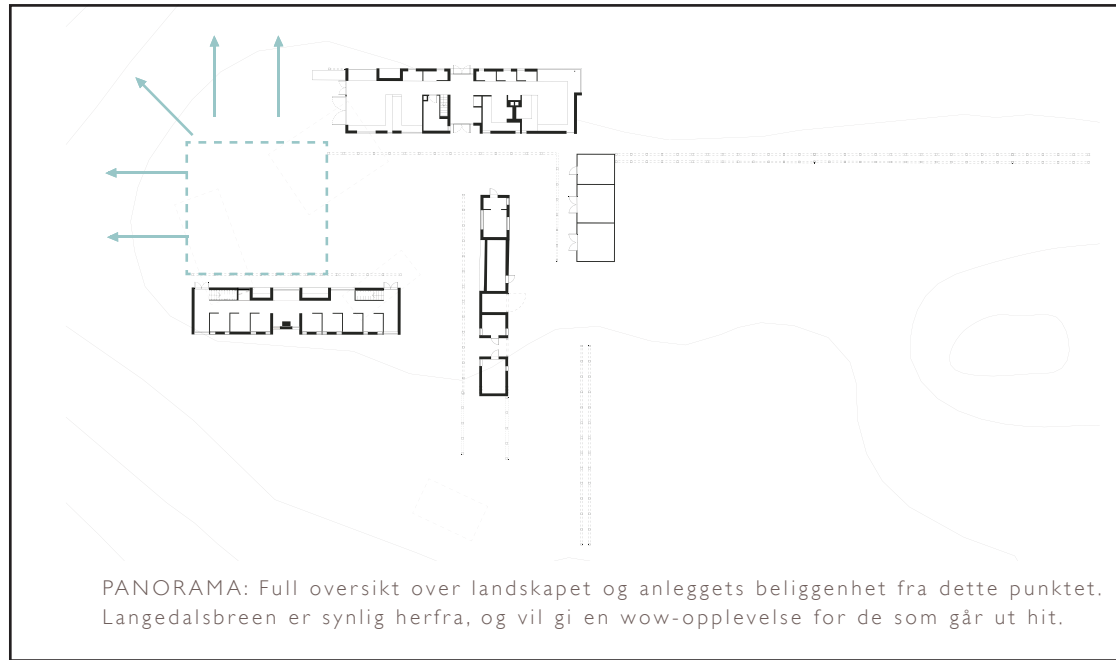 PANORAMA: Full oversikt over landskapet og anleggets beliggenhet fra dette punktet.
Langedalsbreen er synlig herfra, og vil gi en wow-opplevelse for de som går ut hit.